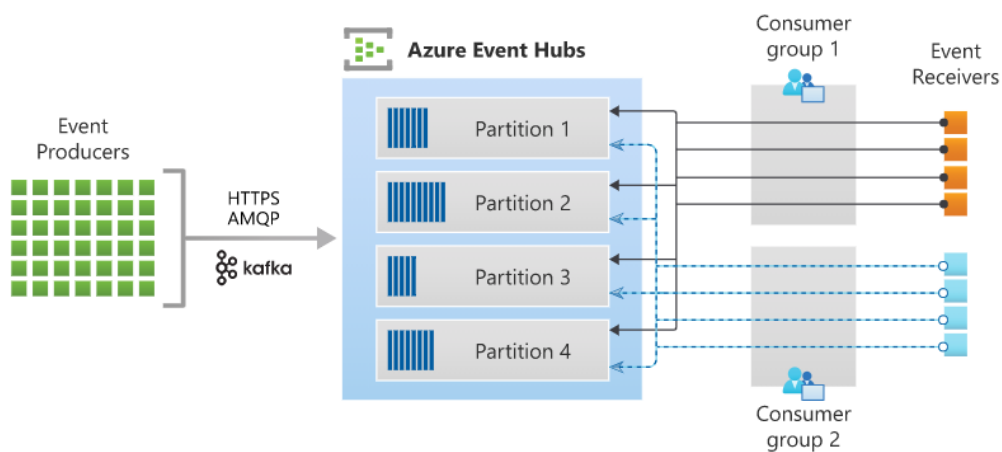 Event
Producers
HTTPS
AMQP
kafka
Azure Event Hubs
Partition 1
Partition 2
Partition 3
Partition 4
Consumer
group 1
Consumer
group 2
Event
Receivers